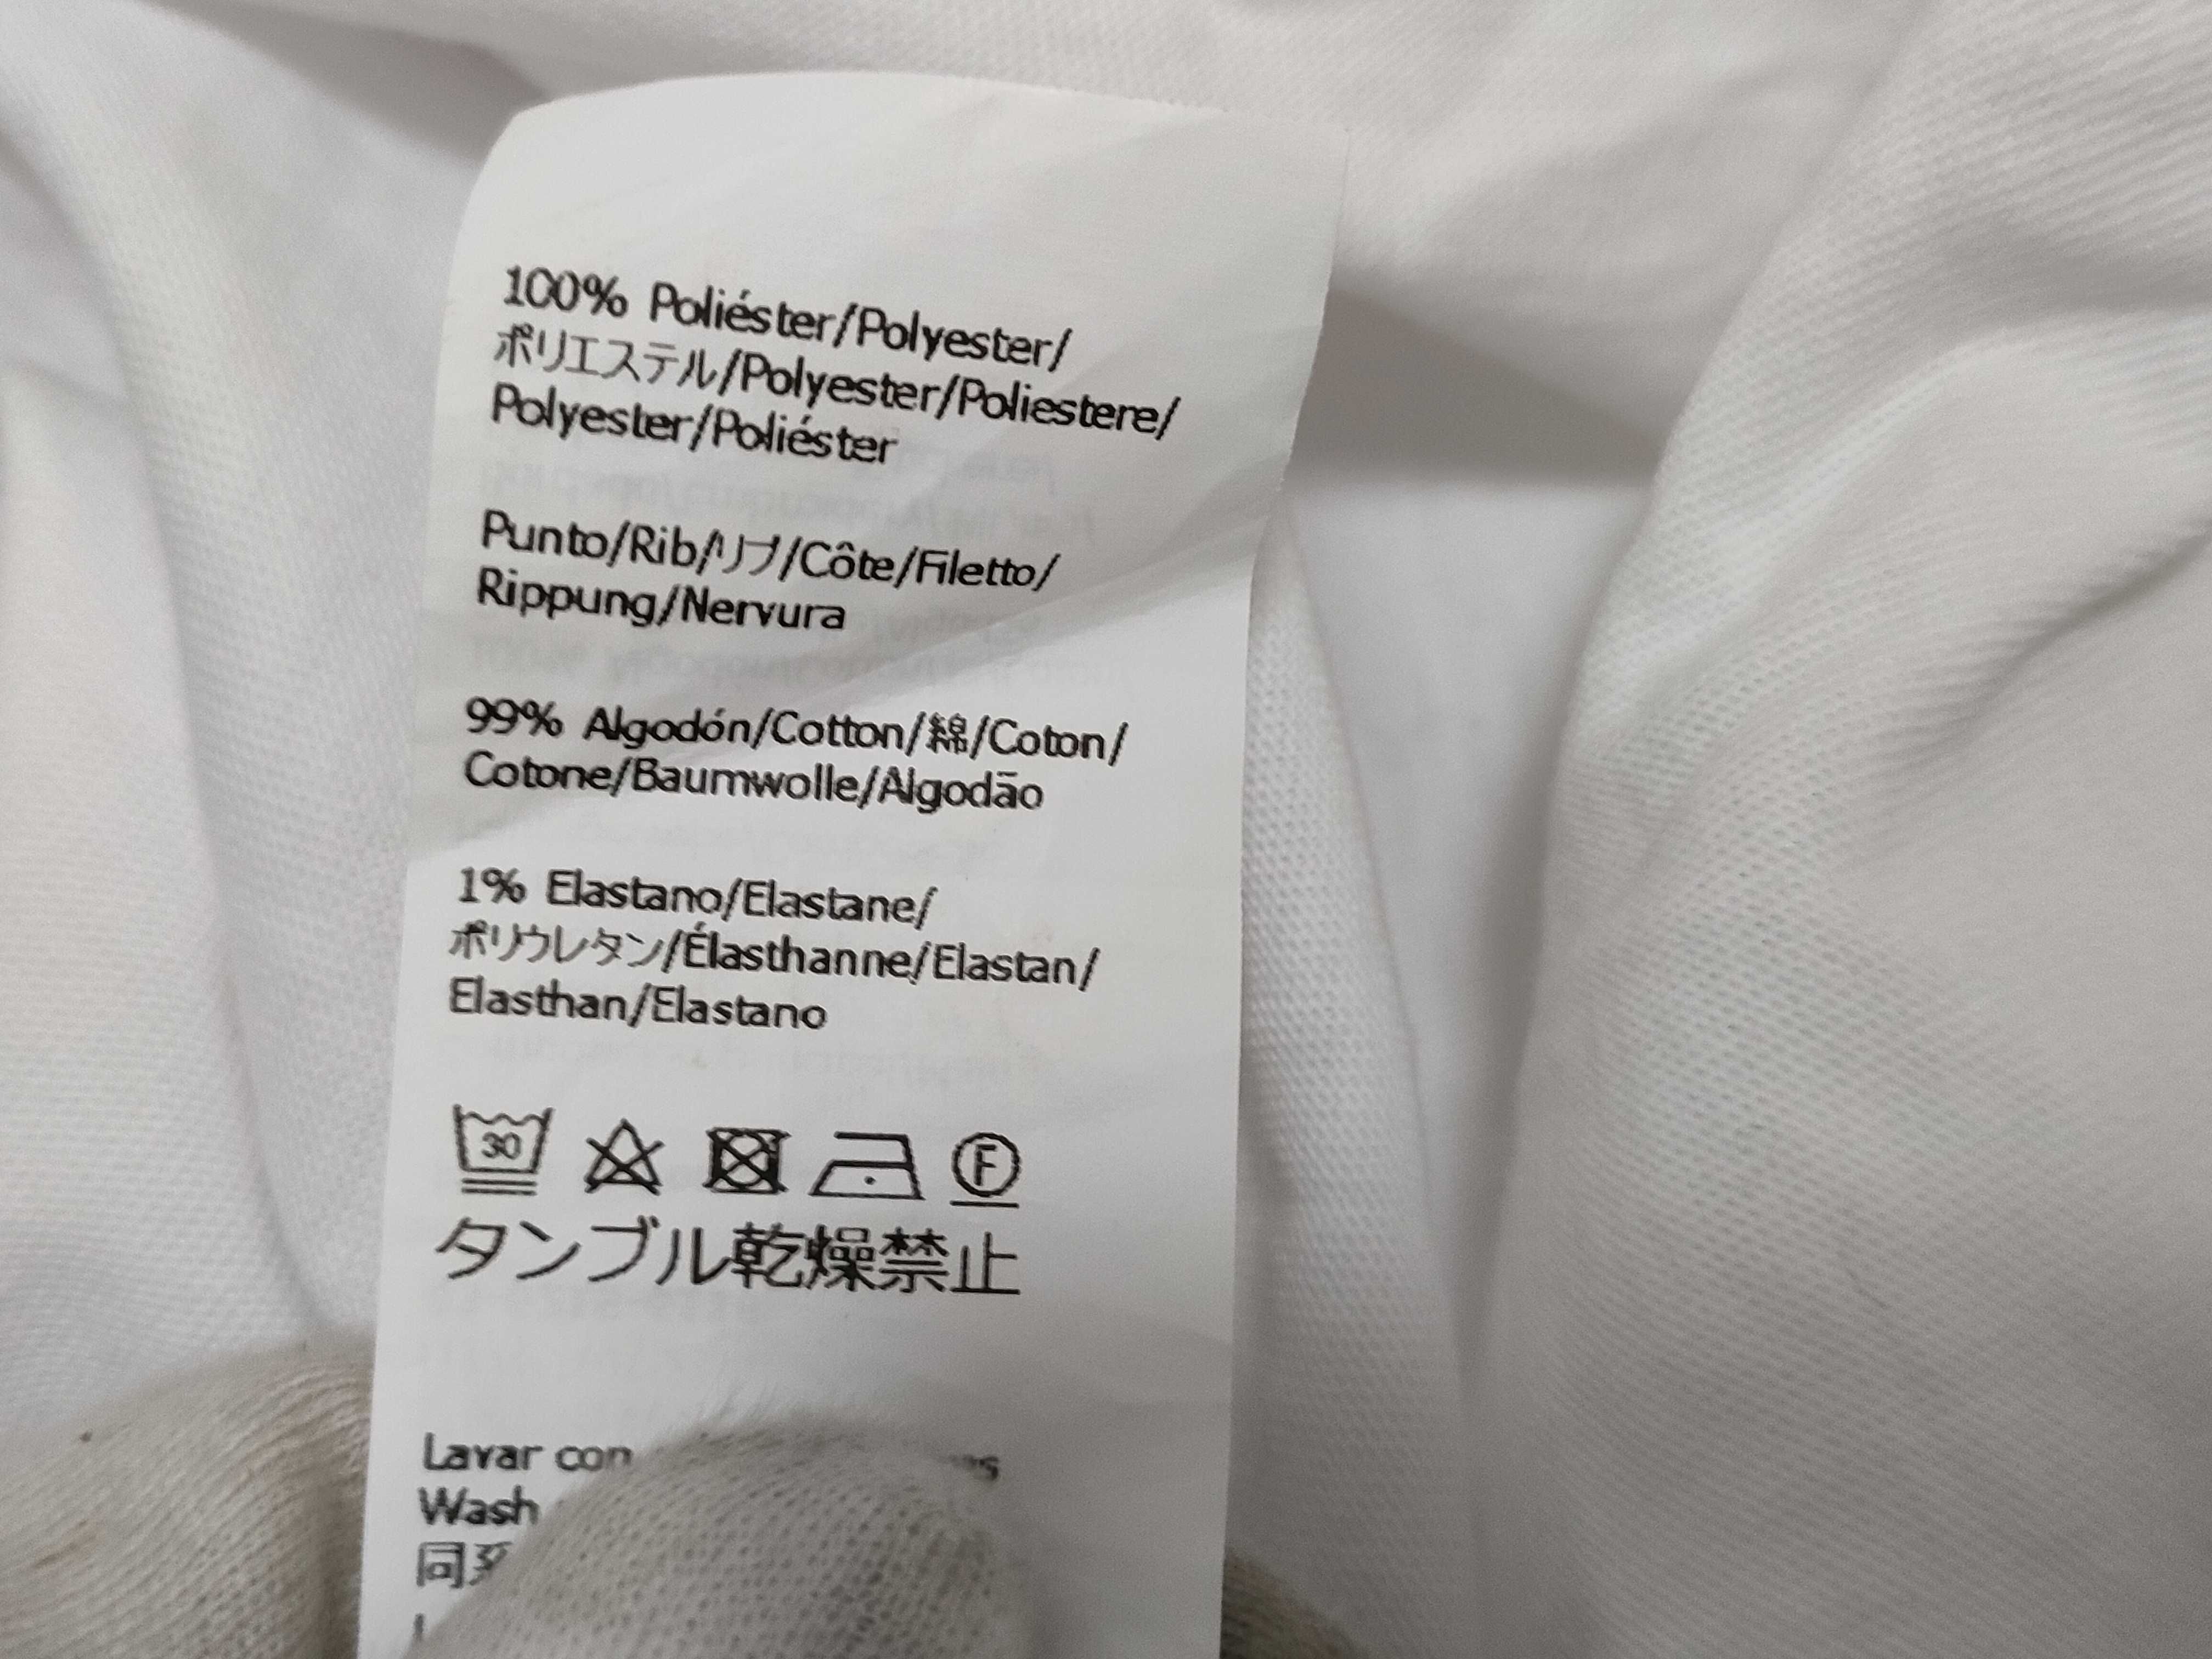 100% Poliéster/Polyester/
ポリエステル/Polyester/Poliestere/
Polyester/Poliéster
Punto/Rib/リブ/Côte/Filetto/
Rippung/Nervura
99% Algodón/Cotton/綿/Coton/
Cotone/Baumwolle/Algodão
1% Elastano/Elastane/
ポリウレタン/Élasthanne/Elastan/
Elasthan/Elastano
30 F
タンブル乾燥禁止
Lavar con
Wash
同系